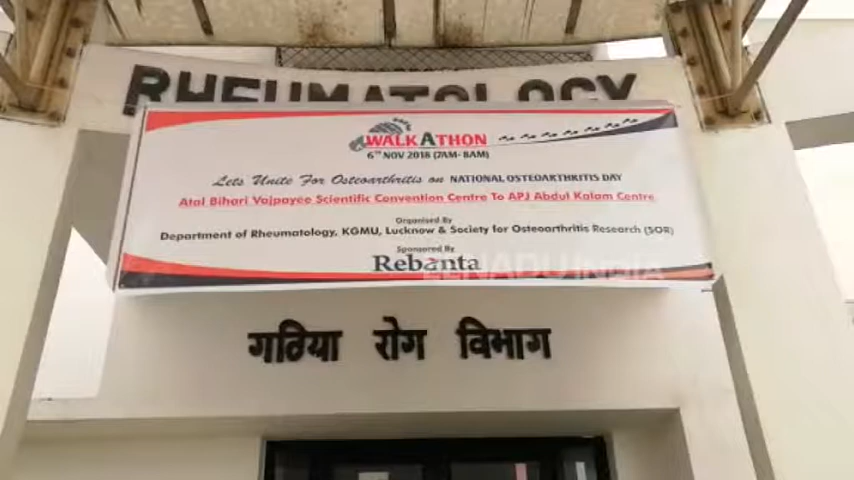 RHEUMATOLOGY
WALKATHON
6TH NOV 2018 (7AM- 8AM)
Lets Unite For Osteoarthritis on NATIONAL OSTEOARTHRITIS DAY
Atal Bihari Vajpayee Scientific Convention Centre To APJ Abdul Kalam Centre
Organised By
Department of Rheumatology, KGMU, Lucknow & Society for Osteoarthritis Research (SOR)
Sponsored By
Rebanta
EENADU INDIA
गठिया रोग विभाग